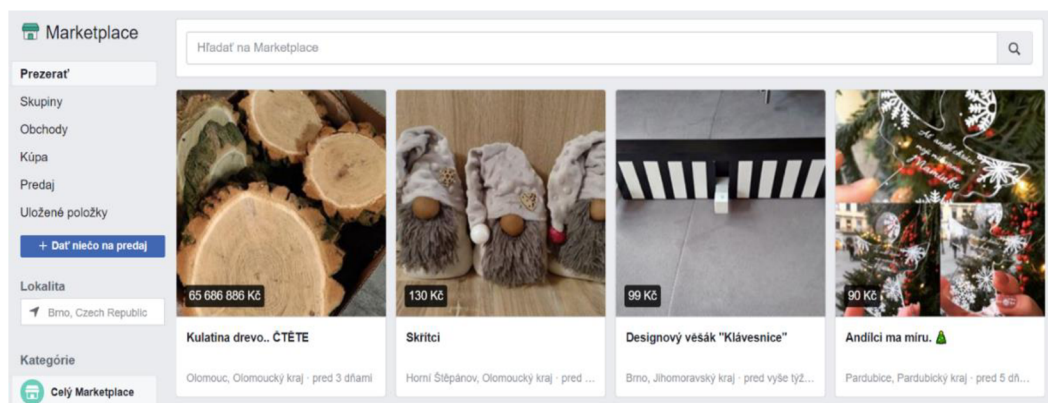 Marketplace
Hľadať na Marketplace
Prezerať
Skupiny
Obchody
Kúpa
Predaj
Uložené položky
+ Dať niečo na predaj
Lokalita
Brno, Czech Republic
Kategórie
Celý Marketplace
65 686 886 Kč
Kulatina drevo.. ČTĚTE
Olomouc, Olomoucký kraj · pred 3 dňami
130 Kč
Skřítci
Horní Štěpánov, Olomoucký kraj · pred ...
99 Kč
Designový věšák "Klávesnice"
Brno, Jihomoravský kraj · pred vyše týž...
Maminku
90 Kč
Andílci ma míru.
Pardubice, Pardubický kraj · pred 5 dň...